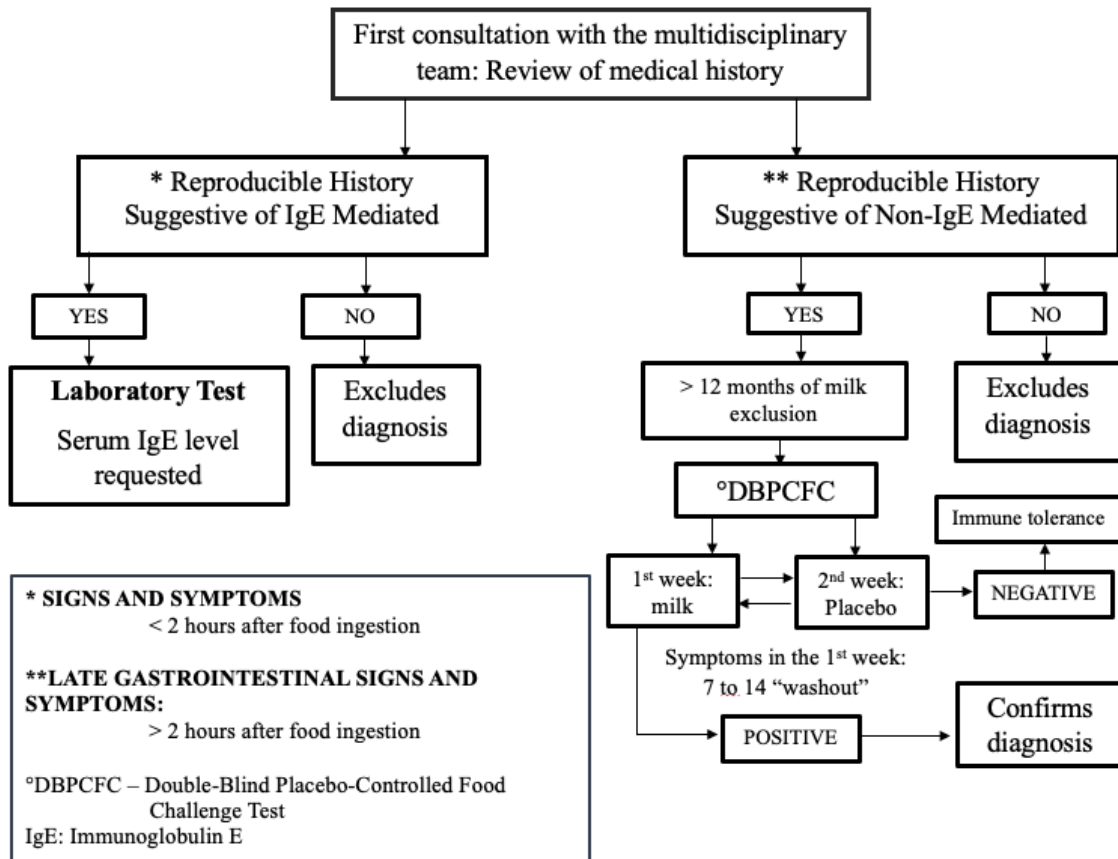 First consultation with the multidisciplinary
team: Review of medical history
* Reproducible History
Suggestive of IgE Mediated
** Reproducible History
Suggestive of Non-IgE Mediated
YES
NO
YES
NO
Laboratory Test
Serum IgE level
requested
Excludes
diagnosis
> 12 months of milk
exclusion
Excludes
diagnosis
°DBPCFC
Immune tolerance
1st week:
milk
2nd week:
Placebo
NEGATIVE
Symptoms in the 1st week:
7 to 14 “washout”
POSITIVE
Confirms
diagnosis
* SIGNS AND SYMPTOMS
< 2 hours after food ingestion
**LATE GASTROINTESTINAL SIGNS AND
SYMPTOMS:
> 2 hours after food ingestion
°DBPCFC – Double-Blind Placebo-Controlled Food
Challenge Test
IgE: Immunoglobulin E